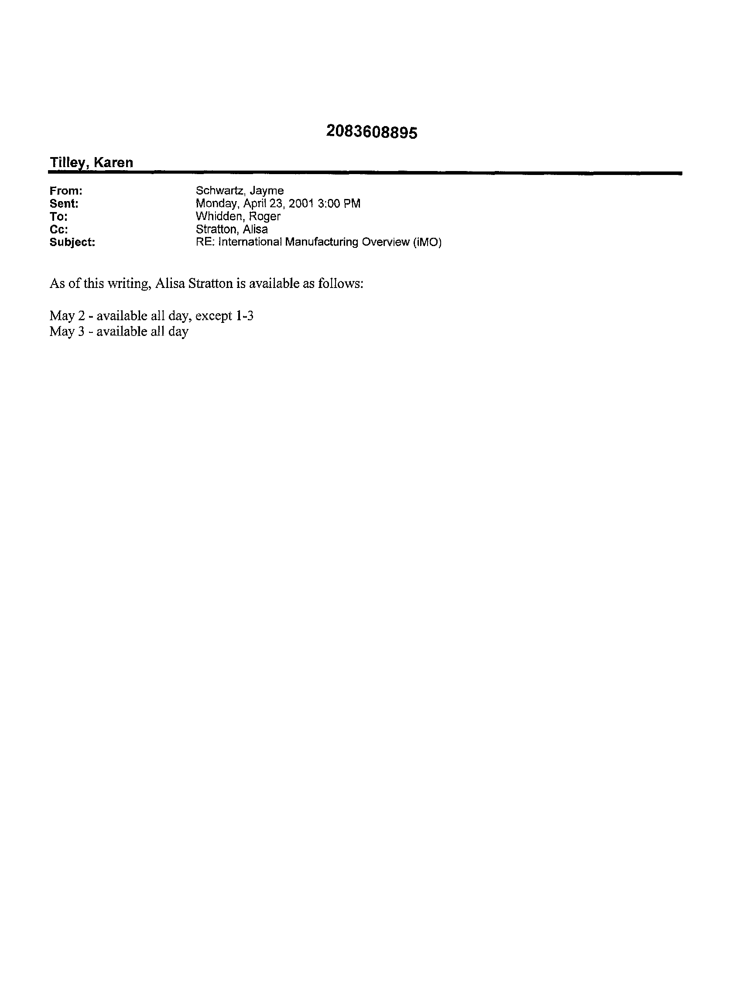 2083608895
Tilley, Karen
From: Schwartz, Jayme
Sent: Monday, April 23, 2001 3:00 PM
To: Whidden, Roger
Cc: Stratton, Alisa
Subject: RE: International Manufacturing Overview (iMO)
As of this writing, Alisa Stratton is available as follows:
May 2 - available all day, except 1-3
May 3 - available all day